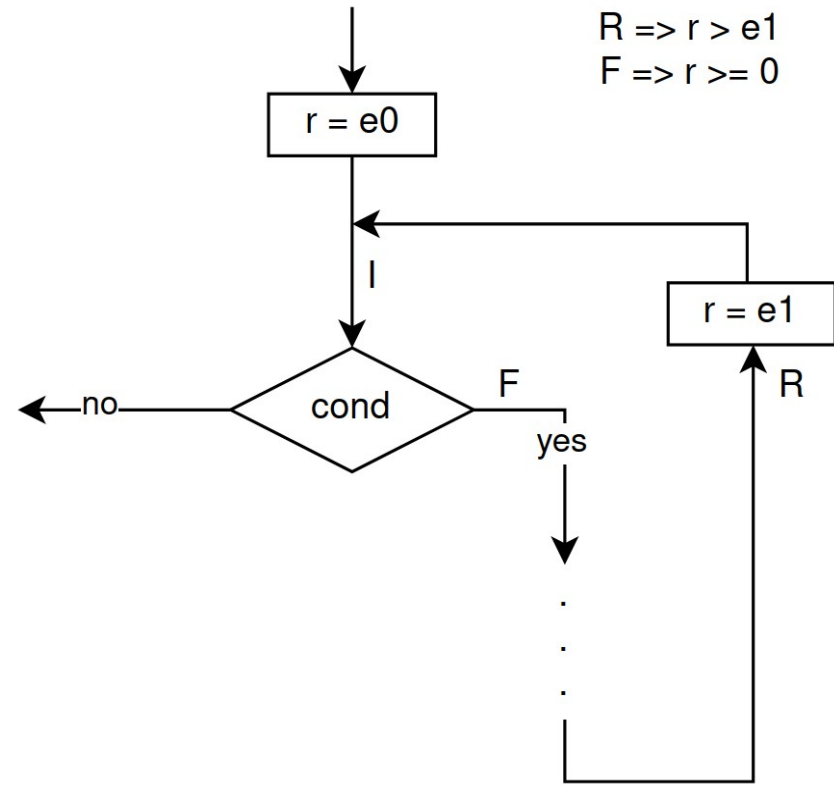 R => r > e1
F => r >= 0
r = e0
I
r = e1
R
F
cond
no
yes
.
.
.